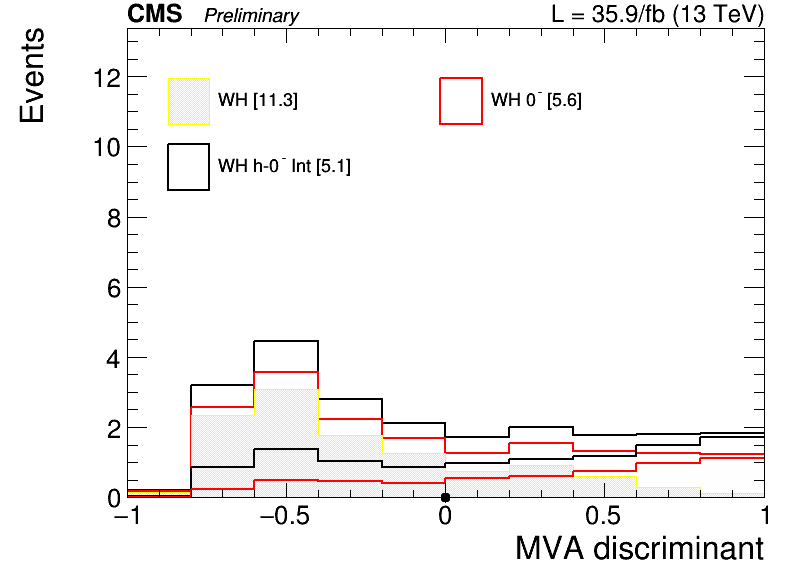 CMS Preliminary L = 35.9/fb (13 TeV)
Events
12
10
8
6
4
2
0
WH [11.3]
WH 0⁻ [5.6]
WH h-0⁻ Int [5.1]
−1 −0.5 0 0.5 1
MVA discriminant